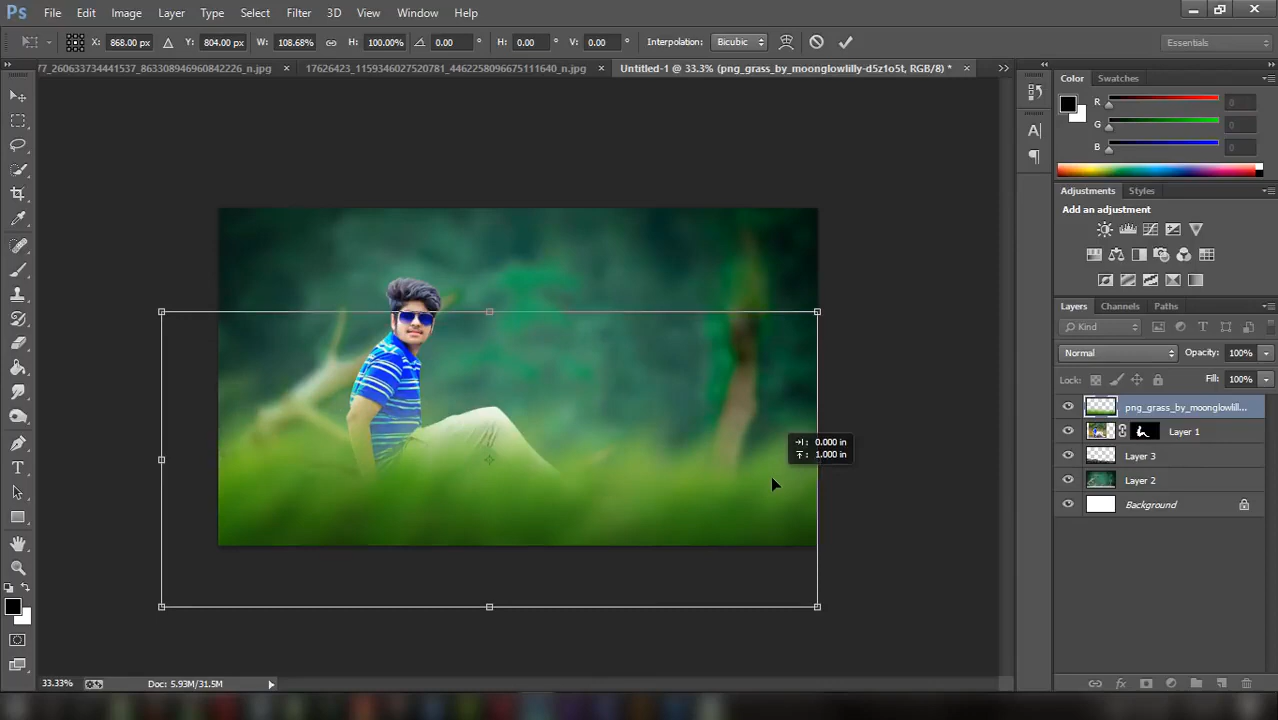 Ps File Edit Image Layer Type Select Filter 3D View Window Help
X: 868.00 px Y: 804.00 px W: 108.68% H: 100.00% 0.00 ° H: 0.00 ° V: 0.00 ° Interpolation: Bicubic Essentials
77_260633734441537_863308946960842226_n.jpg × 17626423_1159346027520781_4462258096675111640_n.jpg × Untitled-1 @ 33.3% (png_grass_by_moonglowlilly-d5z1o5t, RGB/8) * ×
Color Swatches
R 0
G 0
B 0
Adjustments Styles
Add an adjustment
Layers Channels Paths
Kind
Normal Opacity: 100%
Lock: Fill: 100%
png_grass_by_moonglowlill...
Layer 1
Layer 3
Layer 2
Background
0.000 in
1.000 in
33.33% Doc: 5.93M/31.5M